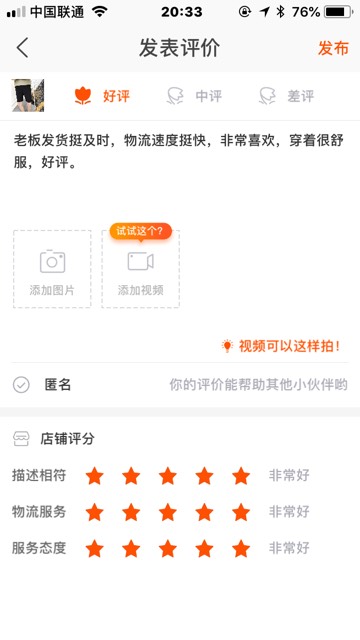 中国联通 20:33 76%
发表评价 发布
好评 中评 差评
老板发货挺及时，物流速度挺快，非常喜欢，穿着很舒
服，好评。
试试这个?
添加图片 添加视频
视频可以这样拍！
匿名 你的评价能帮助其他小伙伴哟
店铺评分
描述相符 非常好
物流服务 非常好
服务态度 非常好